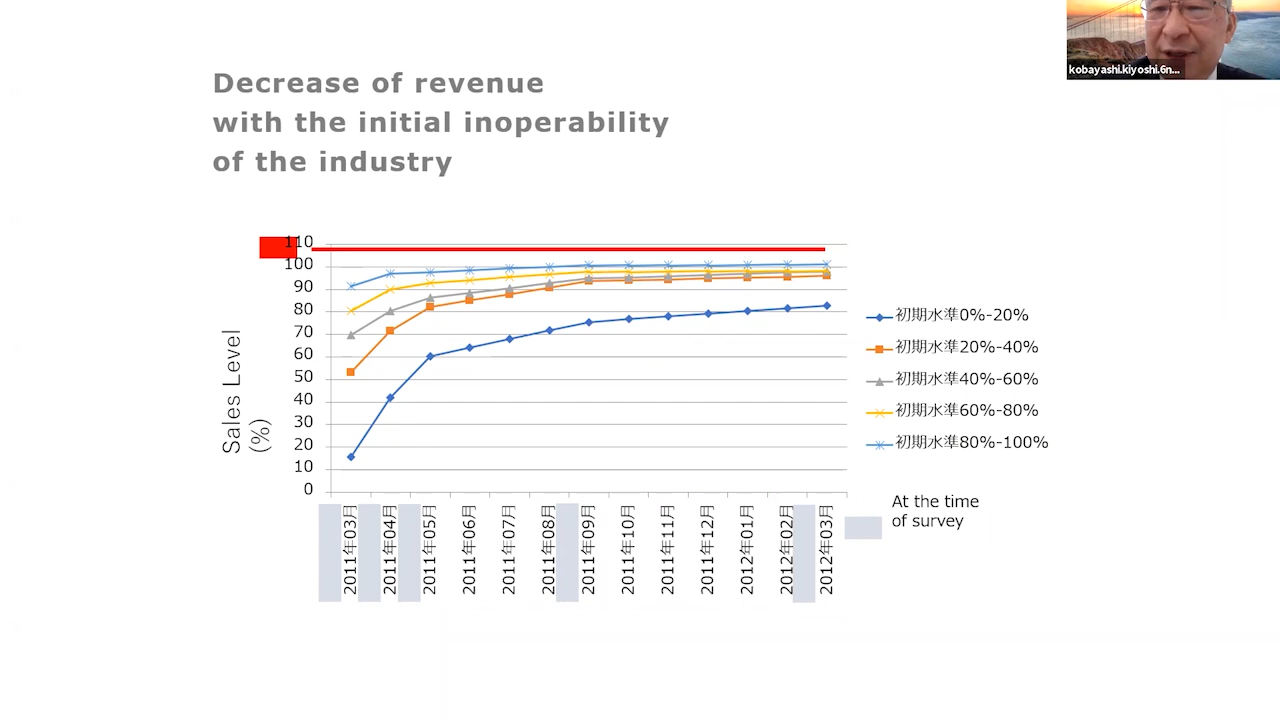 kobayashi.kiyoshi.6n...
Decrease of revenue
with the initial inoperability
of the industry
Sales Level
(%)
110
100
90
80
70
60
50
40
30
20
10
0
2011年03月
2011年04月
2011年05月
2011年06月
2011年07月
2011年08月
2011年09月
2011年10月
2011年11月
2011年12月
2012年01月
2012年02月
2012年03月
初期水準0%-20%
初期水準20%-40%
初期水準40%-60%
初期水準60%-80%
初期水準80%-100%
At the time
of survey